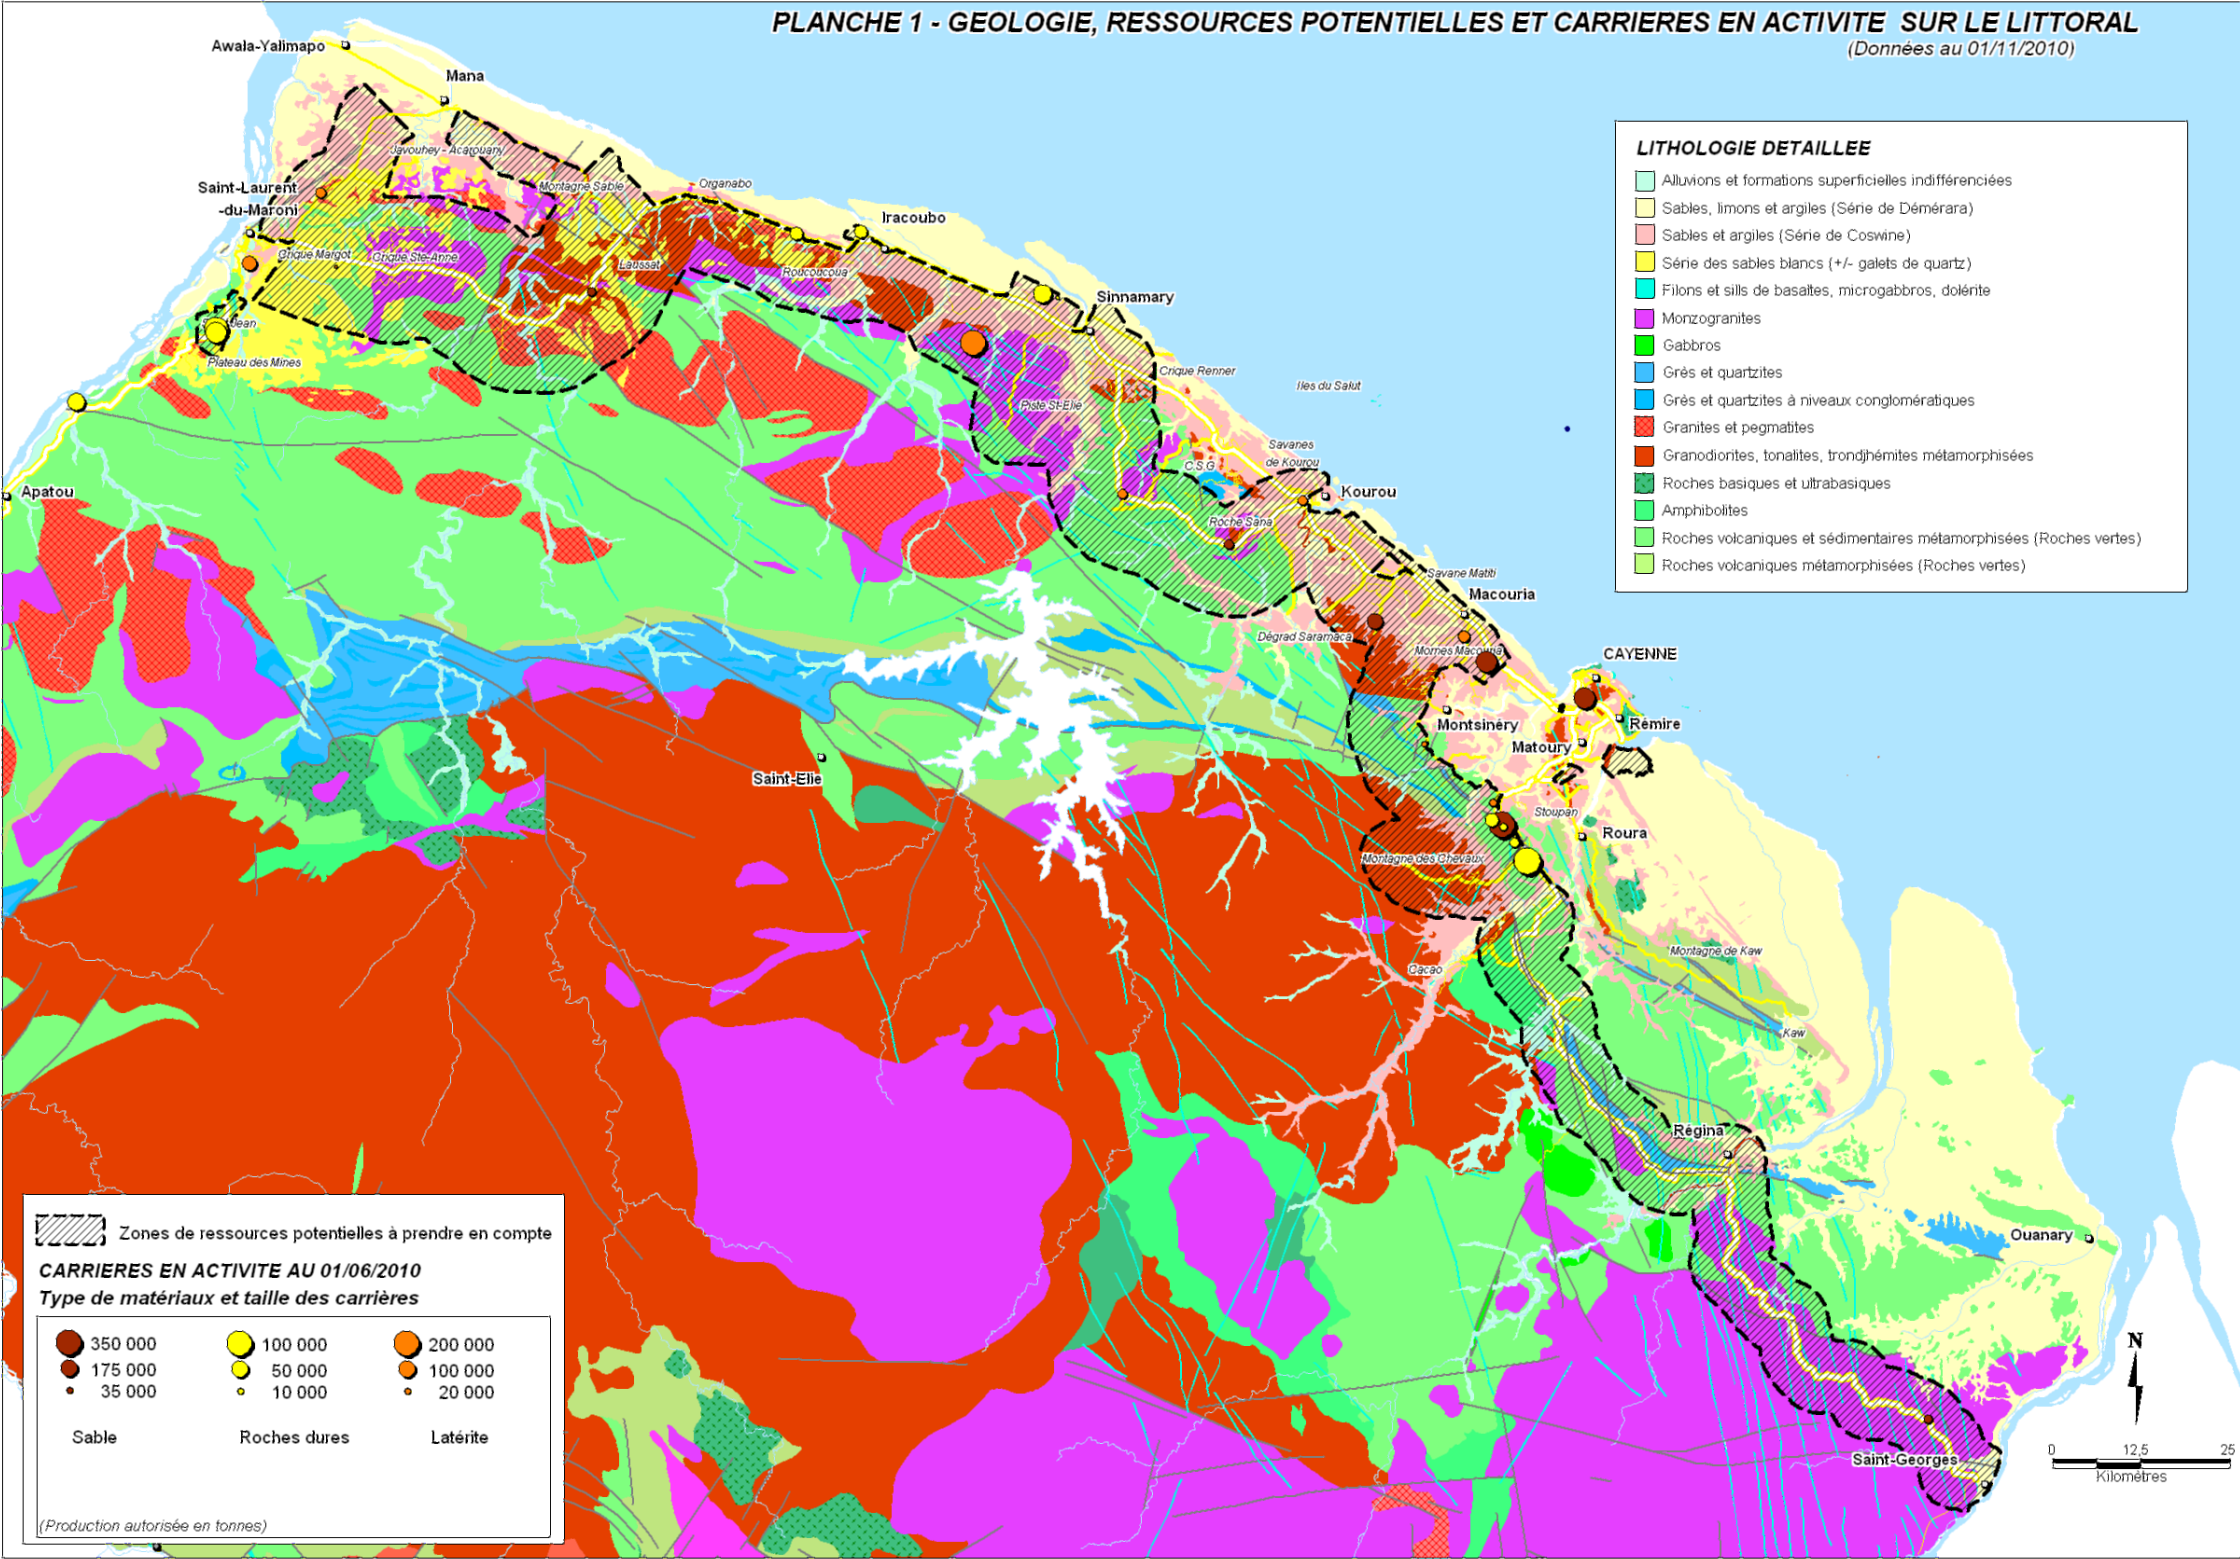 PLANCHE 1 - GEOLOGIE, RESSOURCES POTENTIELLES ET CARRIERES EN ACTIVITE SUR LE LITTORAL
(Données au 01/11/2010)
Awala-Yalimapo
Mana
Javouhey - Acarouany
Saint-Laurent
-du-Maroni
Montagne Sable
Organabo
Iracoubo
Crique Margot
Crique Ste-Anne
Laussat
Roucoucoua
Sinnamary
Jean
Plateau des Mines
Crique Renner
Iles du Salut
Piste St-Elie
Savanes
de Kourou
C.S.G
Apatou
Kourou
Roche Sana
Savane Matiti
Macouria
Dégrad Saramaca
Mornes Macouria
CAYENNE
Montsinéry
Rémire
Matoury
Saint-Elie
Stoupan
Roura
Montagne des Chevaux
Montagne de Kaw
Cacao
Kaw
Régina
Ouanary
Saint-Georges
LITHOLOGIE DETAILLEE
Alluvions et formations superficielles indifférenciées
Sables, limons et argiles (Série de Démérara)
Sables et argiles (Série de Coswine)
Série des sables blancs (+/- galets de quartz)
Filons et sills de basaltes, microgabbros, dolérite
Monzogranites
Gabbros
Grés et quartzites
Grés et quartzites à niveaux conglomératiques
Granites et pegmatites
Granodiorites, tonalites, trondjhémites métamorphisées
Roches basiques et ultrabasiques
Amphibolites
Roches volcaniques et sédimentaires métamorphisées (Roches vertes)
Roches volcaniques métamorphisées (Roches vertes)
Zones de ressources potentielles à prendre en compte
CARRIERES EN ACTIVITE AU 01/06/2010
Type de matériaux et taille des carrières
350 000 100 000 200 000
175 000 50 000 100 000
35 000 10 000 20 000
Sable Roches dures Latérite
(Production autorisée en tonnes)
N
0 12,5 25
Kilomètres